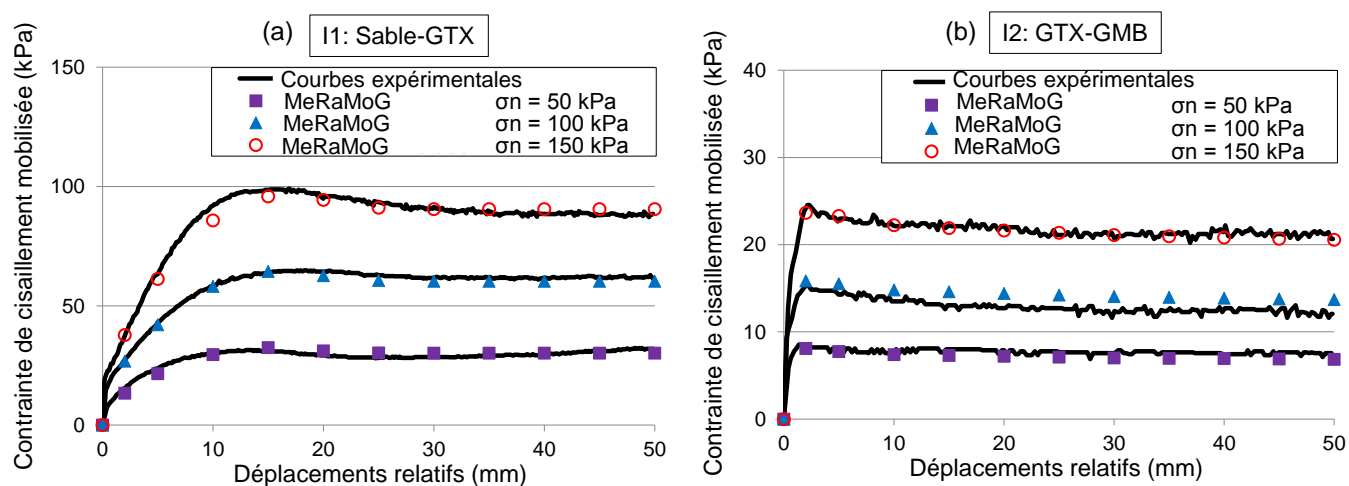 (a) I1: Sable-GTX
Contrainte de cisaillement mobilisée (kPa)
150
100
50
0
Courbes expérimentales
MeRaMoG σn = 50 kPa
MeRaMoG σn = 100 kPa
MeRaMoG σn = 150 kPa
0 10 20 30 40 50
Déplacements relatifs (mm)
(b) I2: GTX-GMB
Contrainte de cisaillement mobilisée (kPa)
40
30
20
10
0
Courbes expérimentales
MeRaMoG σn = 50 kPa
MeRaMoG σn = 100 kPa
MeRaMoG σn = 150 kPa
0 10 20 30 40 50
Déplacements relatifs (mm)